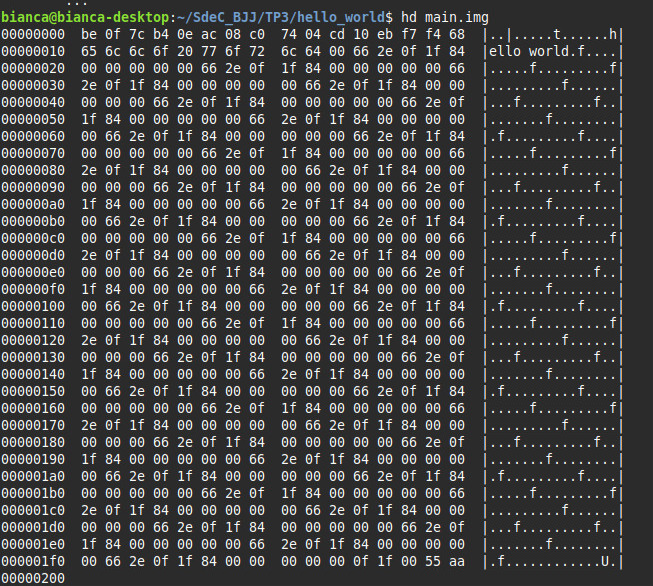 ...
bianca@bianca-desktop:~/SdeC_BJJ/TP3/hello_world$ hd main.img
00000000  be 0f 7c b4 0e ac 08 c0  74 04 cd 10 eb f7 f4 68  |..|.....t......h|
00000010  65 6c 6c 6f 20 77 6f 72  6c 64 00 66 2e 0f 1f 84  |ello world.f....|
00000020  00 00 00 00 00 66 2e 0f  1f 84 00 00 00 00 00 66  |.....f.........f|
00000030  2e 0f 1f 84 00 00 00 00  00 66 2e 0f 1f 84 00 00  |.........f......|
00000040  00 00 00 66 2e 0f 1f 84  00 00 00 00 00 66 2e 0f  |...f.........f..|
00000050  1f 84 00 00 00 00 00 66  2e 0f 1f 84 00 00 00 00  |.......f........|
00000060  00 66 2e 0f 1f 84 00 00  00 00 00 66 2e 0f 1f 84  |.f.........f....|
00000070  00 00 00 00 00 66 2e 0f  1f 84 00 00 00 00 00 66  |.....f.........f|
00000080  2e 0f 1f 84 00 00 00 00  00 66 2e 0f 1f 84 00 00  |.........f......|
00000090  00 00 00 66 2e 0f 1f 84  00 00 00 00 00 66 2e 0f  |...f.........f..|
000000a0  1f 84 00 00 00 00 00 66  2e 0f 1f 84 00 00 00 00  |.......f........|
000000b0  00 66 2e 0f 1f 84 00 00  00 00 00 66 2e 0f 1f 84  |.f.........f....|
000000c0  00 00 00 00 00 66 2e 0f  1f 84 00 00 00 00 00 66  |.....f.........f|
000000d0  2e 0f 1f 84 00 00 00 00  00 66 2e 0f 1f 84 00 00  |.........f......|
000000e0  00 00 00 66 2e 0f 1f 84  00 00 00 00 00 66 2e 0f  |...f.........f..|
000000f0  1f 84 00 00 00 00 00 66  2e 0f 1f 84 00 00 00 00  |.......f........|
00000100  00 66 2e 0f 1f 84 00 00  00 00 00 66 2e 0f 1f 84  |.f.........f....|
00000110  00 00 00 00 00 66 2e 0f  1f 84 00 00 00 00 00 66  |.....f.........f|
00000120  2e 0f 1f 84 00 00 00 00  00 66 2e 0f 1f 84 00 00  |.........f......|
00000130  00 00 00 66 2e 0f 1f 84  00 00 00 00 00 66 2e 0f  |...f.........f..|
00000140  1f 84 00 00 00 00 00 66  2e 0f 1f 84 00 00 00 00  |.......f........|
00000150  00 66 2e 0f 1f 84 00 00  00 00 00 66 2e 0f 1f 84  |.f.........f....|
00000160  00 00 00 00 00 66 2e 0f  1f 84 00 00 00 00 00 66  |.....f.........f|
00000170  2e 0f 1f 84 00 00 00 00  00 66 2e 0f 1f 84 00 00  |.........f......|
00000180  00 00 00 66 2e 0f 1f 84  00 00 00 00 00 66 2e 0f  |...f.........f..|
00000190  1f 84 00 00 00 00 00 66  2e 0f 1f 84 00 00 00 00  |.......f........|
000001a0  00 66 2e 0f 1f 84 00 00  00 00 00 66 2e 0f 1f 84  |.f.........f....|
000001b0  00 00 00 00 00 66 2e 0f  1f 84 00 00 00 00 00 66  |.....f.........f|
000001c0  2e 0f 1f 84 00 00 00 00  00 66 2e 0f 1f 84 00 00  |.........f......|
000001d0  00 00 00 66 2e 0f 1f 84  00 00 00 00 00 66 2e 0f  |...f.........f..|
000001e0  1f 84 00 00 00 00 00 66  2e 0f 1f 84 00 00 00 00  |.......f........|
000001f0  00 66 2e 0f 1f 84 00 00  00 00 00 0f 1f 00 55 aa  |.f............U.|
00000200